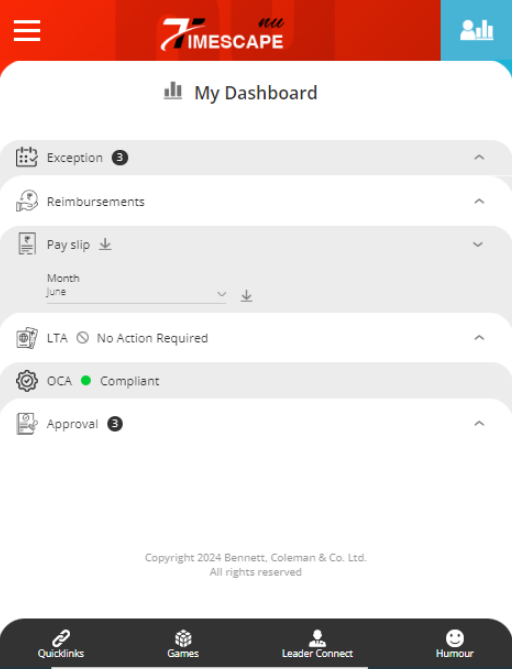 nu
TIMESCAPE
My Dashboard
Exception 3
Reimbursements
Pay slip
Month
June
LTA No Action Required
OCA Compliant
Approval 3
Copyright 2024 Bennett, Coleman & Co. Ltd.
All rights reserved
Quicklinks Games Leader Connect Humour